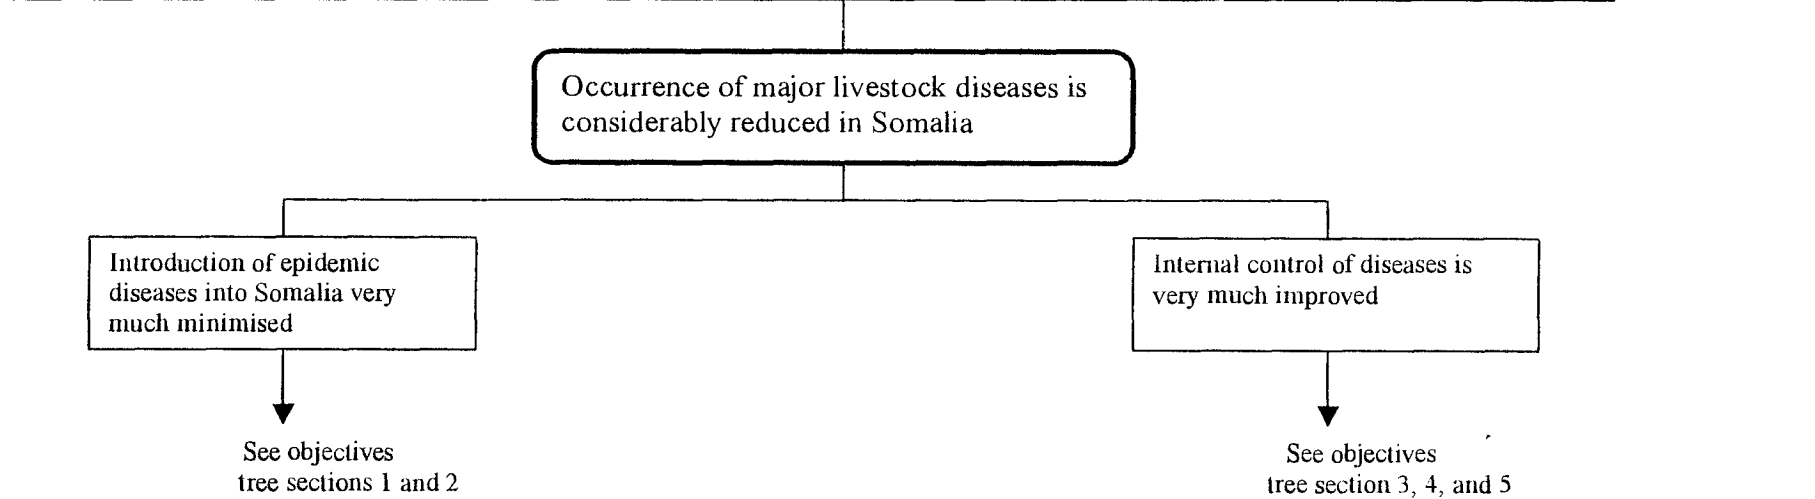 Occurrence of major livestock diseases is
considerably reduced in Somalia
Introduction of epidemic
diseases into Somalia very
much minimised
Internal control of diseases is
very much improved
See objectives
tree sections 1 and 2
See objectives
tree section 3, 4, and 5